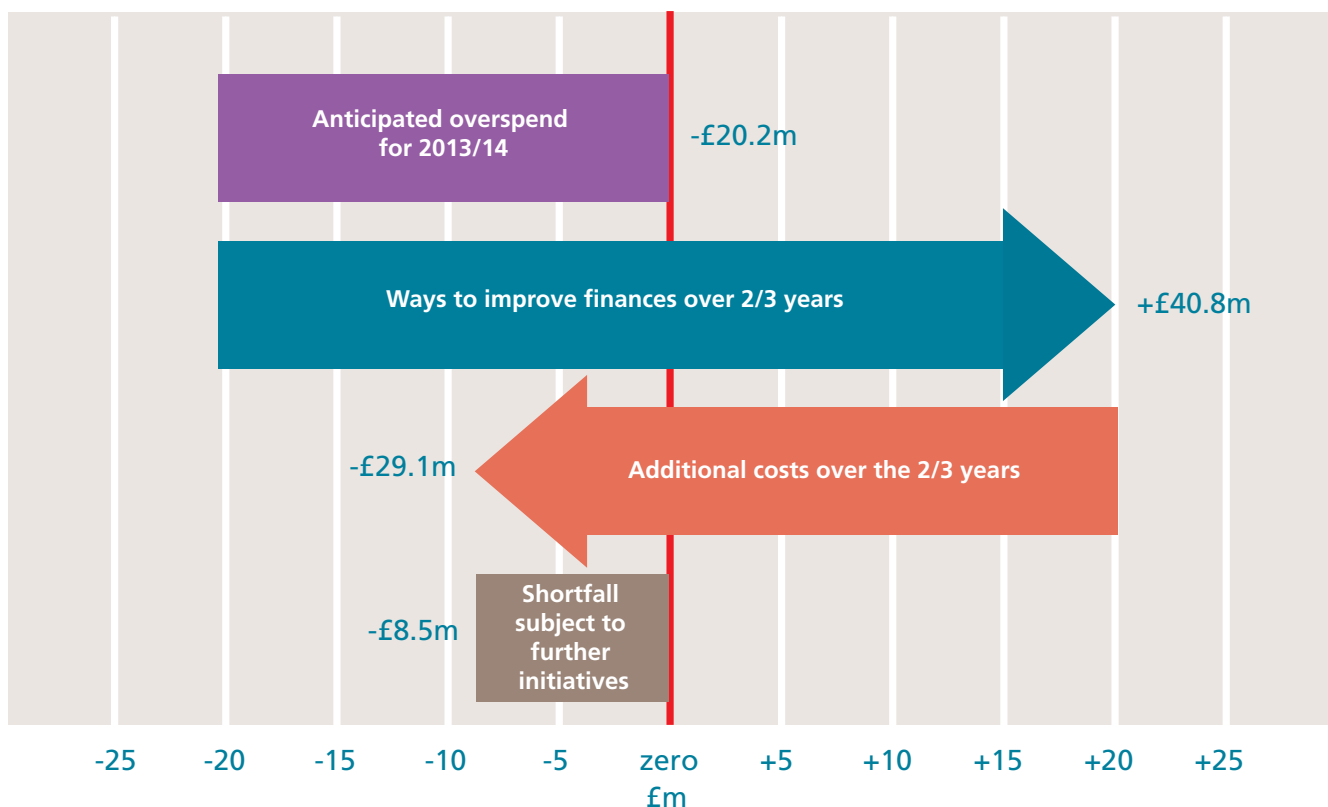 Anticipated overspend
for 2013/14
-£20.2m
Ways to improve finances over 2/3 years
+£40.8m
-£29.1m
Additional costs over the 2/3 years
-£8.5m
Shortfall
subject to
further
initiatives
-25 -20 -15 -10 -5 zero +5 +10 +15 +20 +25
£m